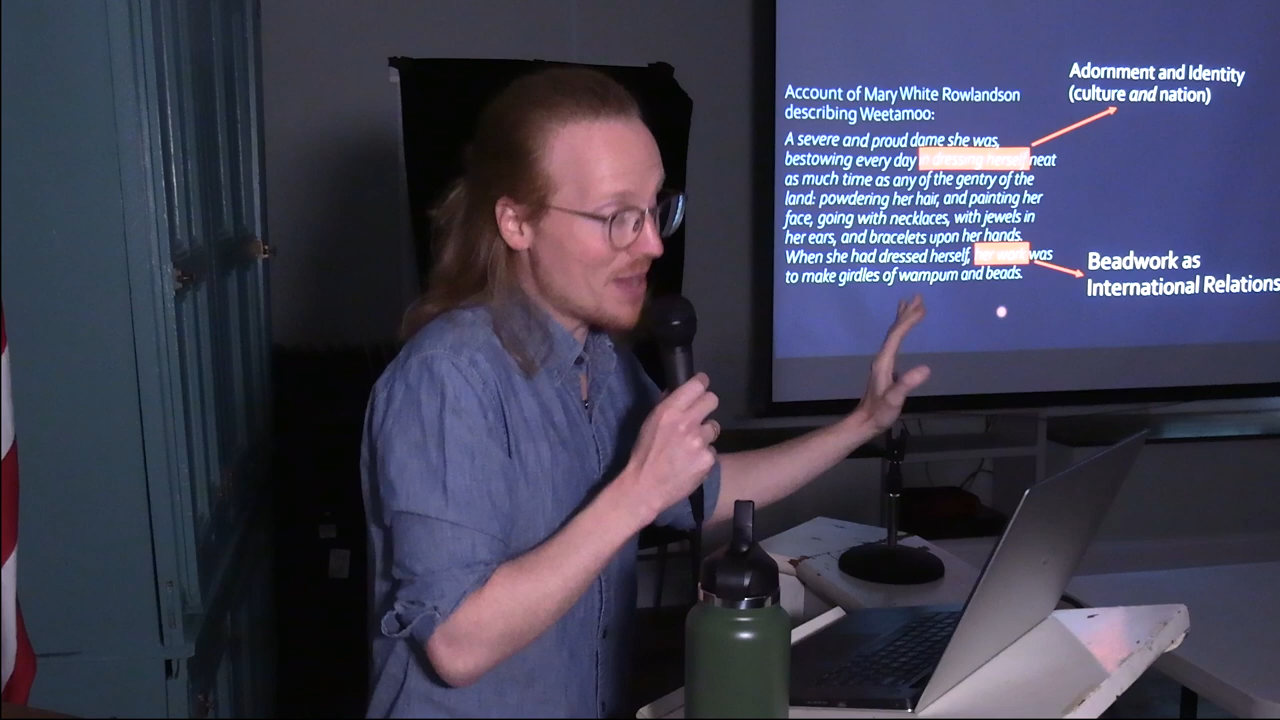 Account of Mary White Rowlandson
describing Weetamoo:
A severe and proud dame she was,
bestowing every day in dressing herself neat
as much time as any of the gentry of the
land: powdering her hair, and painting her
face, going with necklaces, with jewels in
her ears, and bracelets upon her hands.
When she had dressed herself, her work was
to make girdles of wampum and beads.
Adornment and Identity
(culture and nation)
Beadwork as
International Relations